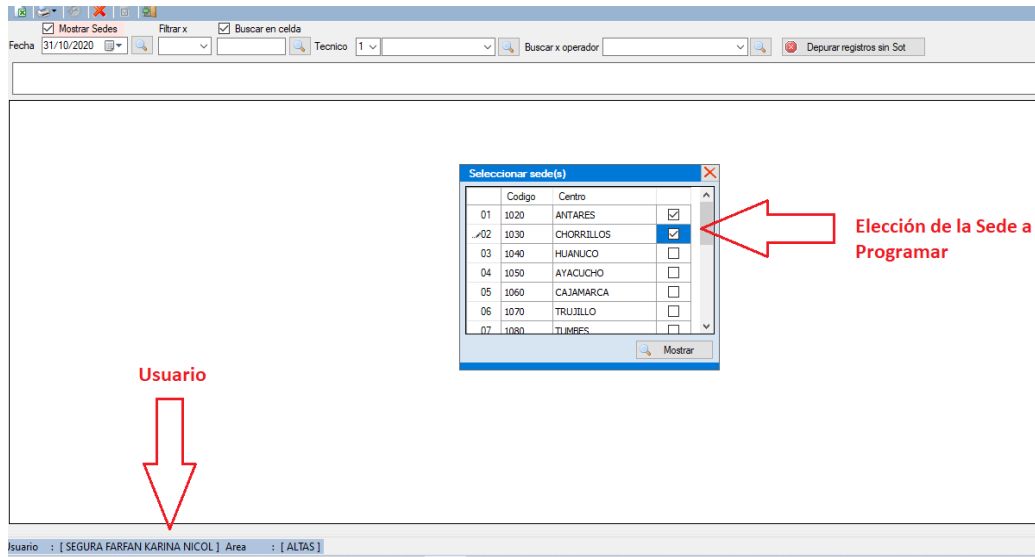 Mostrar Sedes Filtrar x Buscar en celda
Fecha 31/10/2020 Tecnico 1 Buscar x operador Depurar registros sin Sot
Seleccionar sede(s)
Codigo Centro
01 1020 ANTARES
02 1030 CHORRILLOS
03 1040 HUANUCO
04 1050 AYACUCHO
05 1060 CAJAMARCA
06 1070 TRUJILLO
07 1080 TUMBES
Mostrar
Elección de la Sede a
Programar
Usuario
Usuario : [ SEGURA FARFAN KARINA NICOL ] Area : [ ALTAS ]